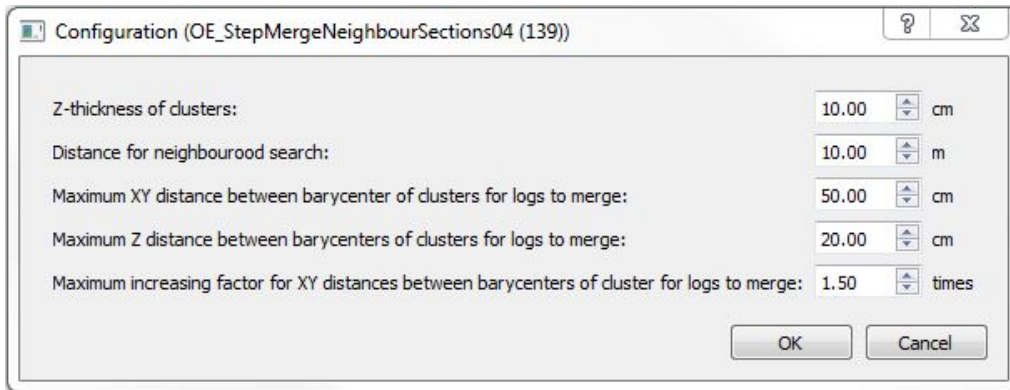 Configuration (OE_StepMergeNeighbourSections04 (139))
Z-thickness of clusters: 10.00 cm
Distance for neighbourood search: 10.00 m
Maximum XY distance between barycenter of clusters for logs to merge: 50.00 cm
Maximum Z distance between barycenters of clusters for logs to merge: 20.00 cm
Maximum increasing factor for XY distances between barycenters of cluster for logs to merge: 1.50 times
OK Cancel